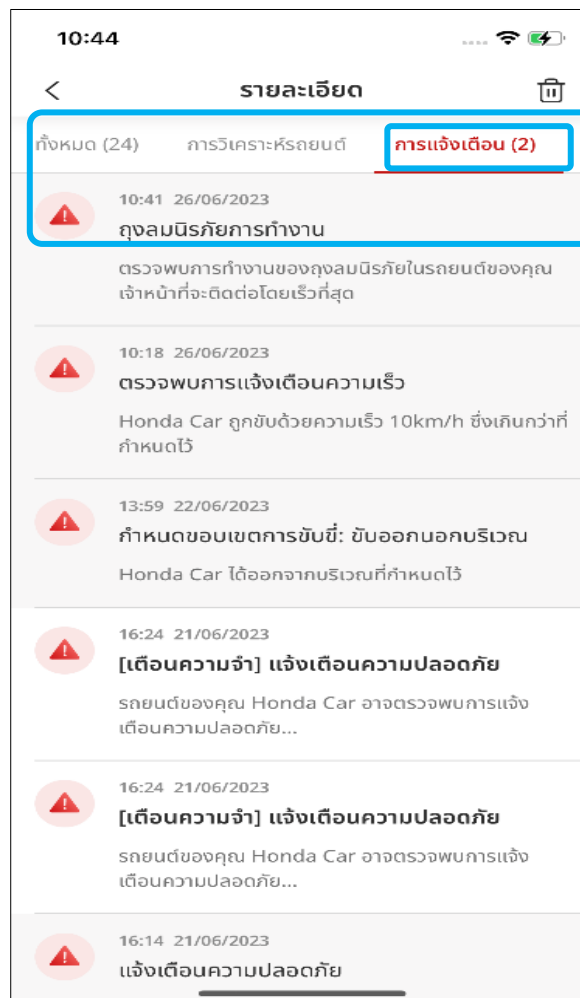 10:44
รายละเอียด
ทั้งหมด (24) การวิเคราะห์รถยนต์ การแจ้งเตือน (2)
10:41 26/06/2023
ถุงลมนิรภัยการทำงาน
ตรวจพบการทำงานของถุงลมนิรภัยในรถยนต์ของคุณ
เจ้าหน้าที่จะติดต่อโดยเร็วที่สุด
10:18 26/06/2023
ตรวจพบการแจ้งเตือนความเร็ว
Honda Car ถูกขับด้วยความเร็ว 10km/h ซึ่งเกินกว่าที่
กำหนดไว้
13:59 22/06/2023
กำหนดขอบเขตการขับขี่: ขับออกนอกบริเวณ
Honda Car ได้ออกจากบริเวณที่กำหนดไว้
16:24 21/06/2023
[เตือนความจำ] แจ้งเตือนความปลอดภัย
รถยนต์ของคุณ Honda Car อาจตรวจพบการแจ้ง
เตือนความปลอดภัย...
16:24 21/06/2023
[เตือนความจำ] แจ้งเตือนความปลอดภัย
รถยนต์ของคุณ Honda Car อาจตรวจพบการแจ้ง
เตือนความปลอดภัย...
16:14 21/06/2023
แจ้งเตือนความปลอดภัย